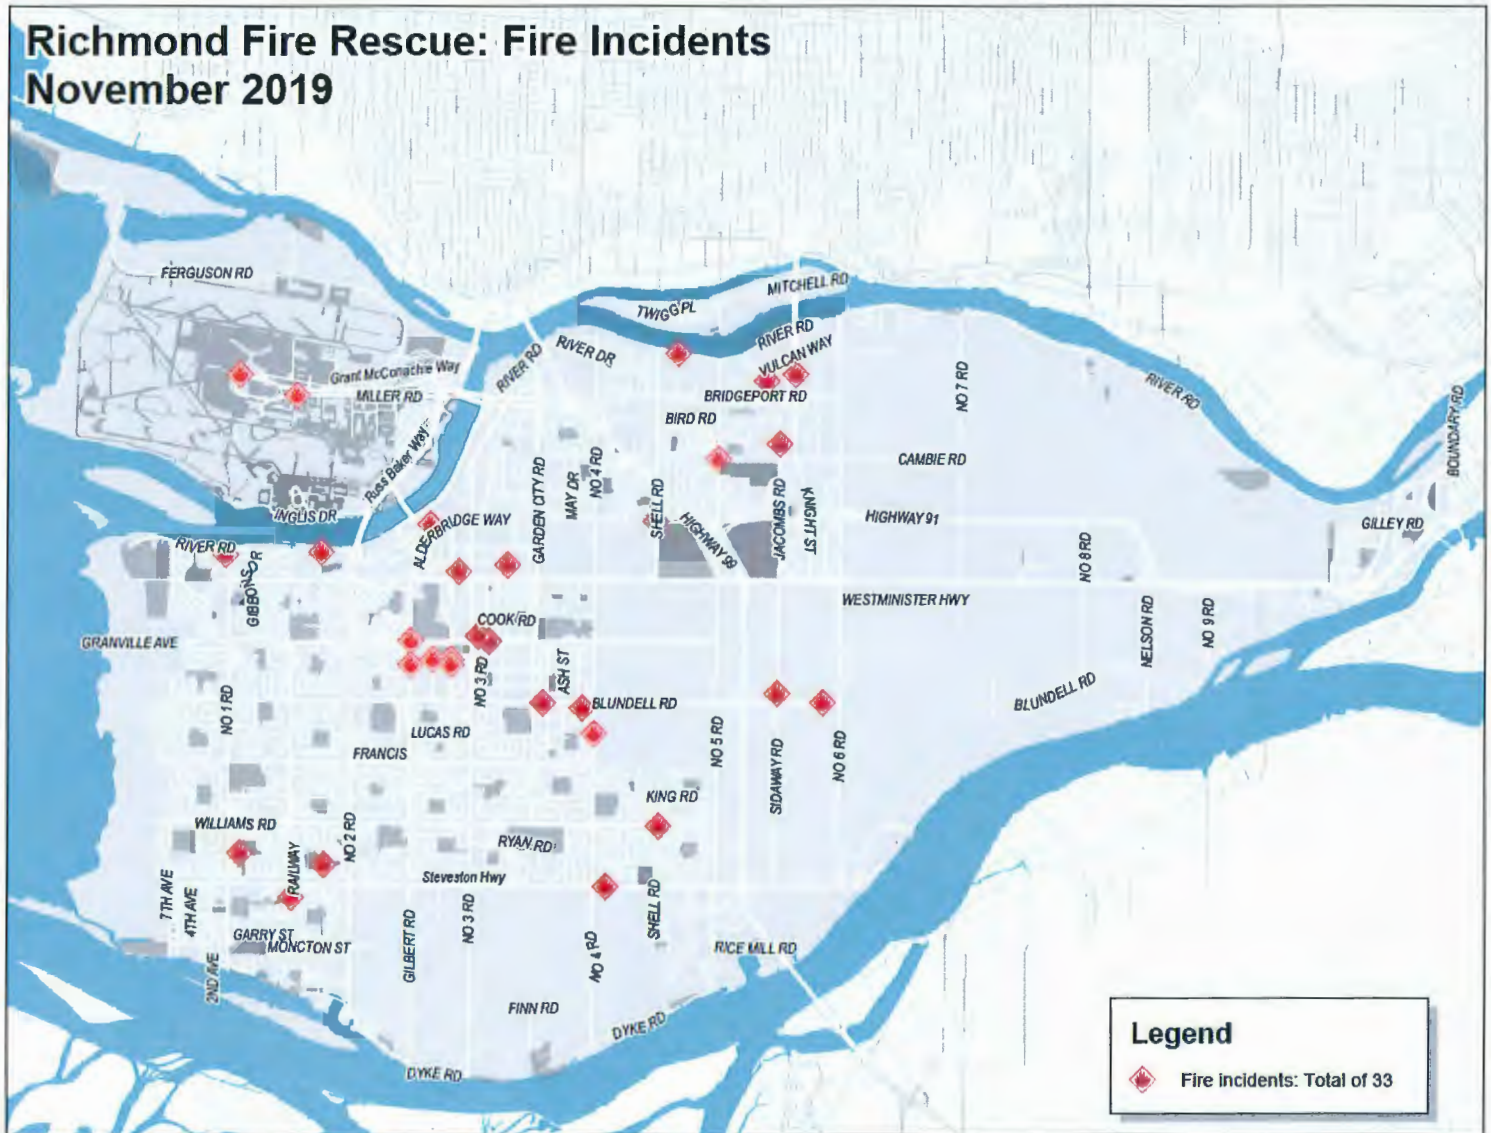 Richmond Fire Rescue: Fire Incidents
November 2019
FERGUSON RD
MITCHELL RD
TWIGG PL
RIVER RD
VULCAN WAY
RIVER DR
RIVER RD
Grant McConachie Way
MILLER RD
BRIDGEPORT RD
NO 7 RD
RIVER RD
BOUNDARY RD
BIRD RD
Russ Baker Way
CAMBIE RD
GARDEN CITY RD
MAY DR
NO 4 RD
SHELL RD
JACOMBS RD
KNIGHT ST
INGLIS DR
ALDERBRIDGE WAY
HIGHWAY 99
HIGHWAY 91
GILLEY RD
RIVER RD
GIBBONS DR
NO 8 RD
WESTMINISTER HWY
COOK RD
NELSON RD
NO 9 RD
GRANVILLE AVE
NO 3 RD
ASH ST
BLUNDELL RD
BLUNDELL RD
NO 1 RD
LUCAS RD
FRANCIS
NO 5 RD
SIDAWAY RD
NO 6 RD
KING RD
WILLIAMS RD
NO 2 RD
RYAN RD
RAILWAY
Steveston Hwy
7TH AVE
4TH AVE
SHELL RD
GARRY ST
MONCTON ST
GILBERT RD
NO 3 RD
NO 4 RD
RICE MILL RD
2ND AVE
FINN RD
DYKE RD
DYKE RD
Legend
Fire incidents: Total of 33